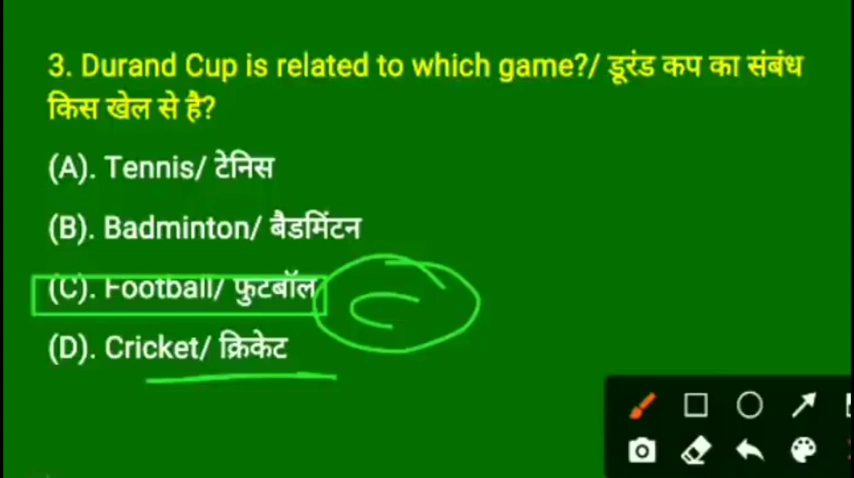 3. Durand Cup is related to which game?/ डूरंड कप का संबंध
किस खेल से है?
(A). Tennis/ टेनिस
(B). Badminton/ बैडमिंटन
(C). Football/ फुटबॉल
C
(D). Cricket/ क्रिकेट